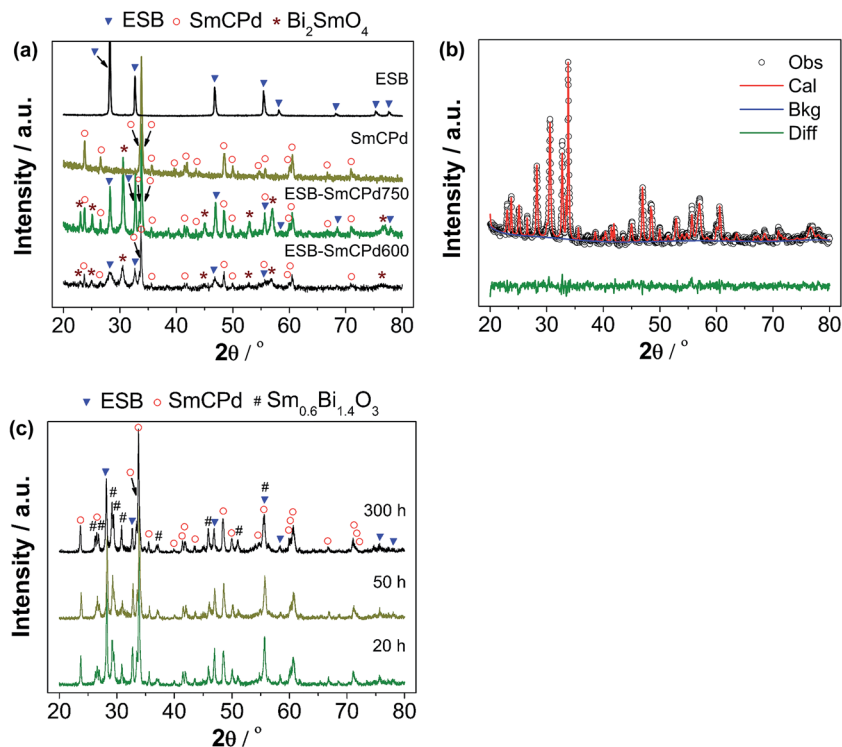 ▼ ESB ○ SmCPd * Bi₂SmO₄
(a)
ESB
SmCPd
ESB-SmCPd750
ESB-SmCPd600
Intensity / a.u.
20 30 40 50 60 70 80
2θ / °
(b)
Obs
Cal
Bkg
Diff
Intensity / a.u.
20 30 40 50 60 70 80
2θ / °
▼ ESB ○ SmCPd # Sm₀.₆Bi₁.₄O₃
(c)
300 h
50 h
20 h
Intensity / a.u.
20 30 40 50 60 70 80
2θ / °